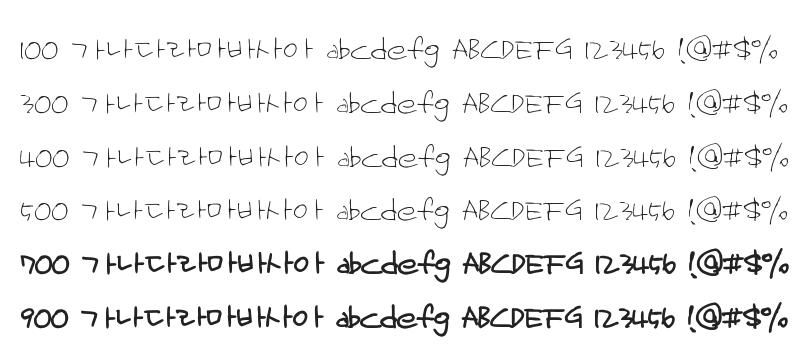 100 가나다라마바사아 abcdefg ABCDEFG 123456 !@#$%
300 가나다라마바사아 abcdefg ABCDEFG 123456 !@#$%
400 가나다라마바사아 abcdefg ABCDEFG 123456 !@#$%
500 가나다라마바사아 abcdefg ABCDEFG 123456 !@#$%
700 가나다라마바사아 abcdefg ABCDEFG 123456 !@#$%
900 가나다라마바사아 abcdefg ABCDEFG 123456 !@#$%